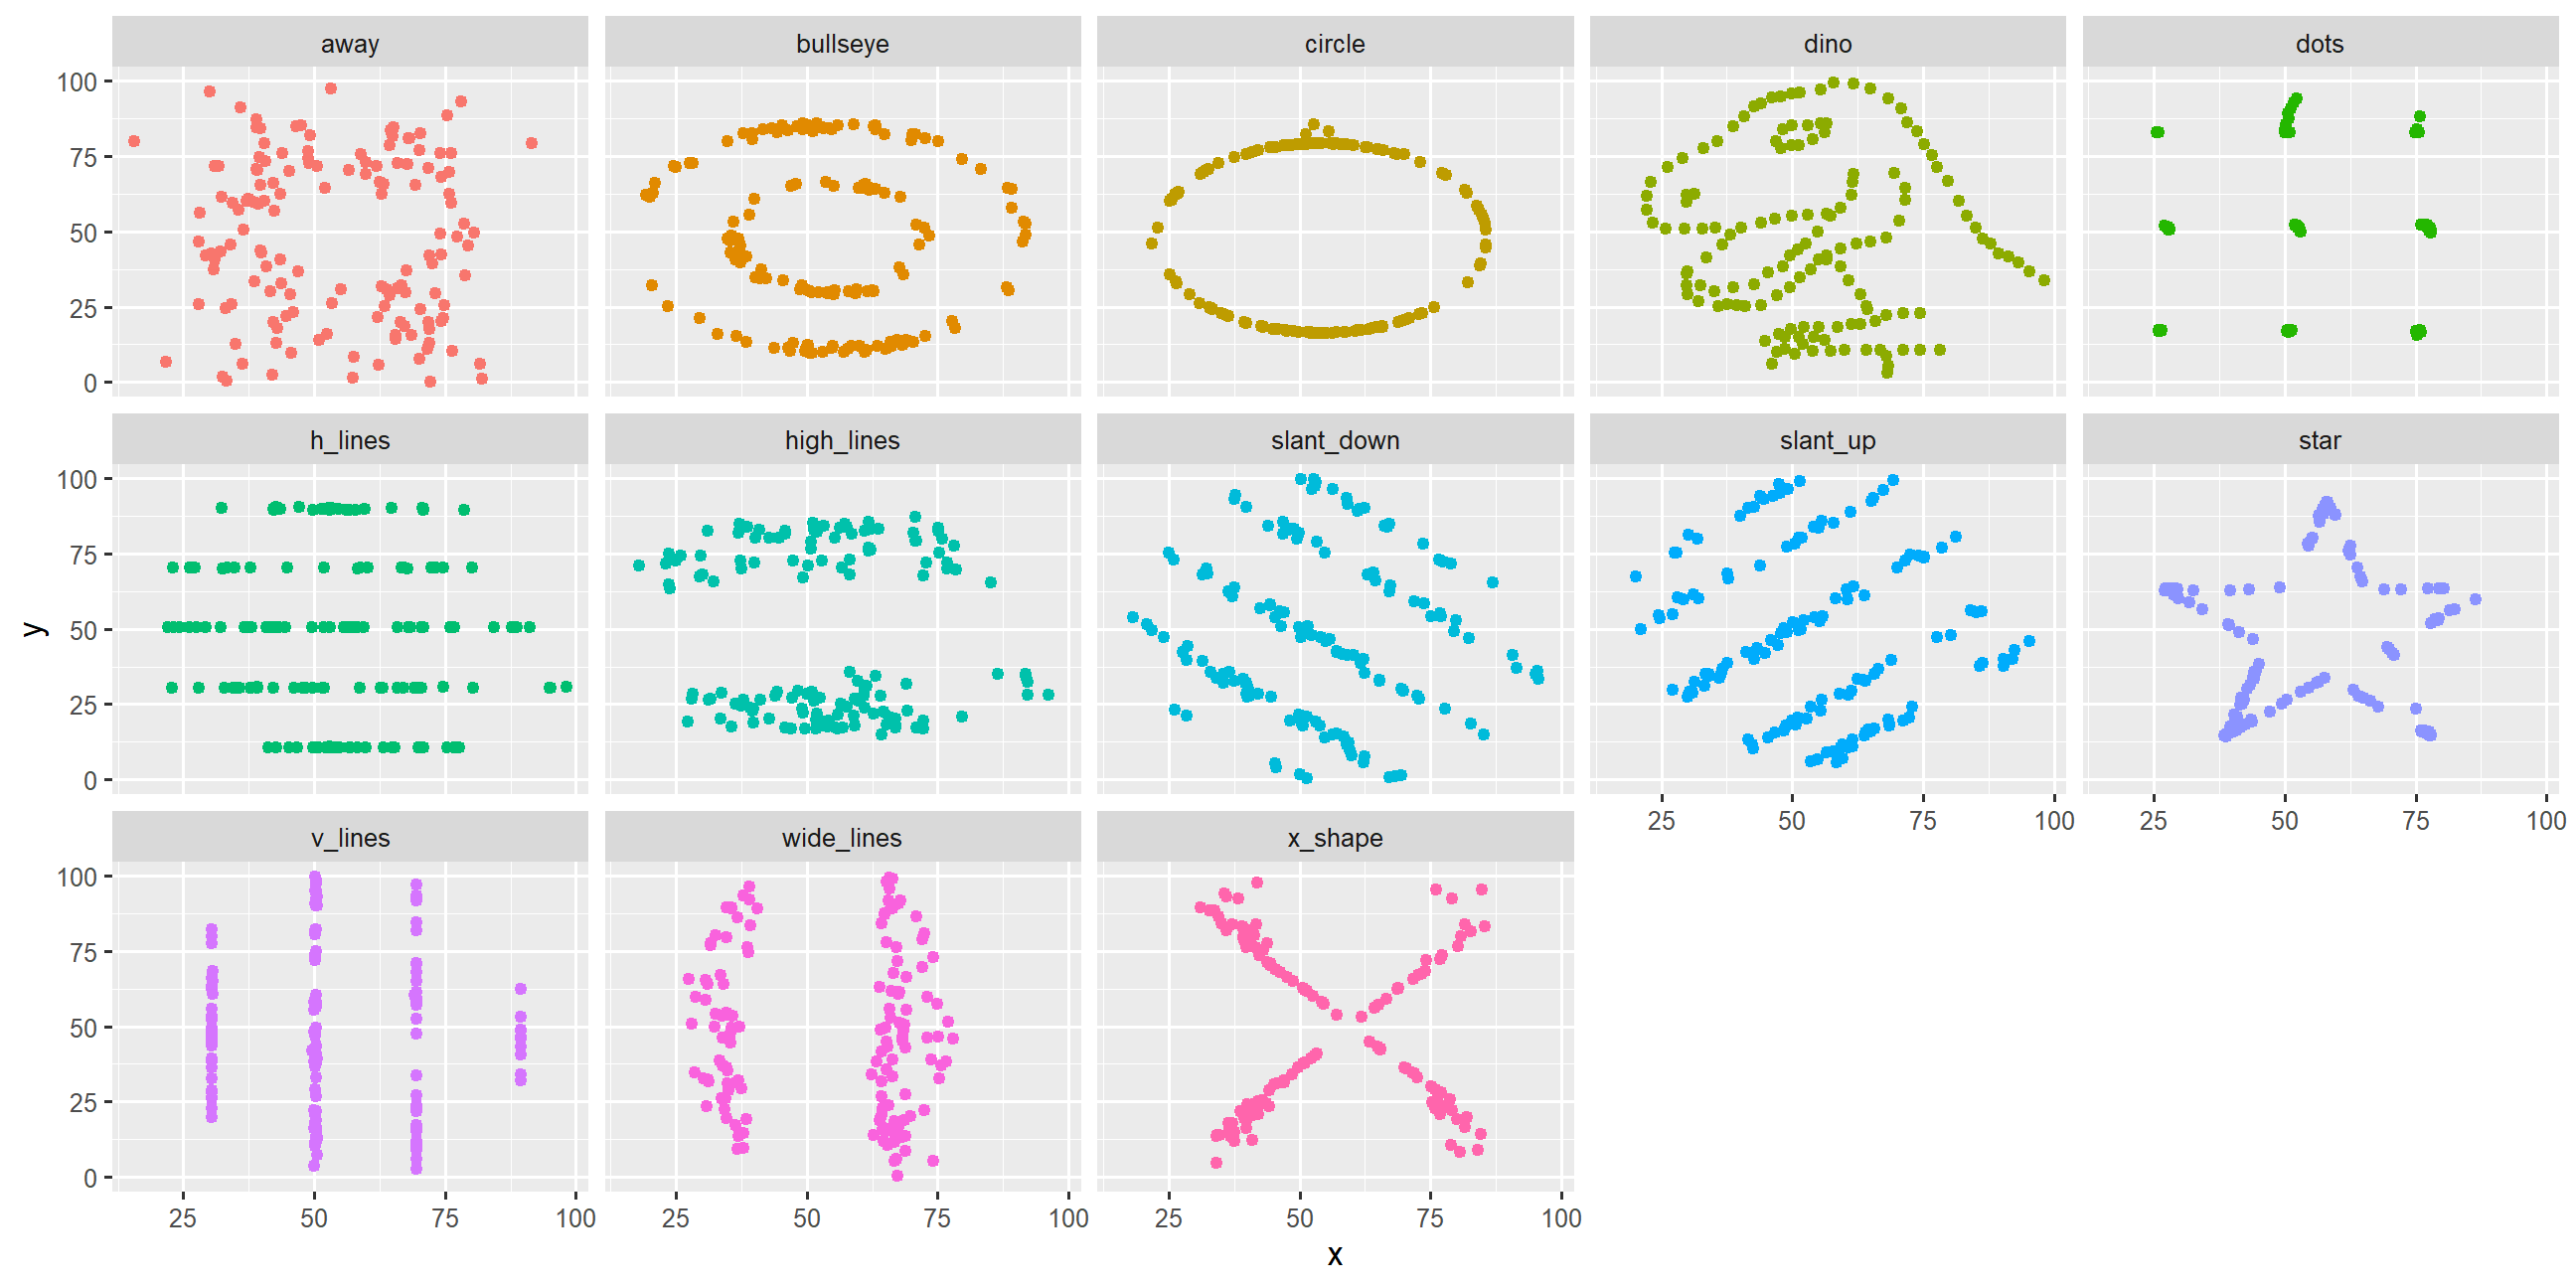 away bullseye circle dino dots
100
75
50
25
0
h_lines high_lines slant_down slant_up star
100
75
50
25
0
25 50 75 100 25 50 75 100
v_lines wide_lines x_shape
100
75
50
25
0
25 50 75 100 25 50 75 100 25 50 75 100
x
y